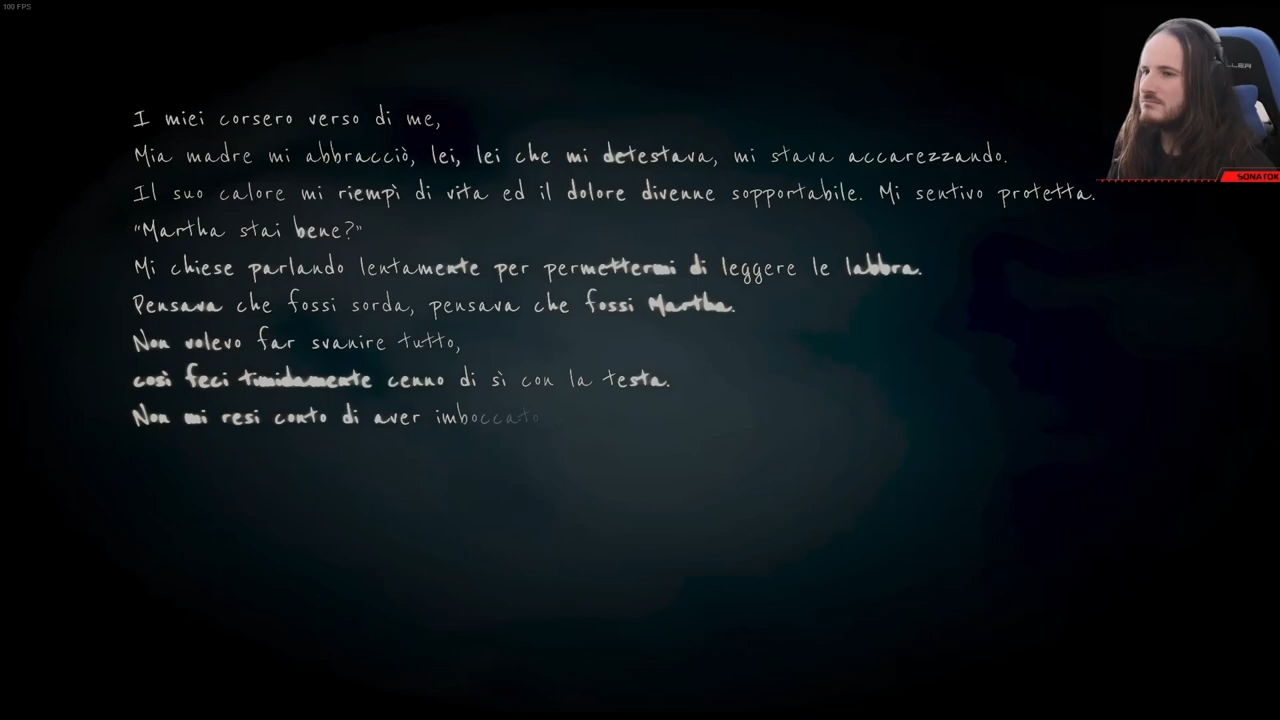 100 FPS
I miei corsero verso di me,
Mia madre mi abbracciò, lei, lei che mi detestava, mi stava accarezzando.
Il suo calore mi riempì di vita ed il dolore divenne sopportabile. Mi sentivo protetta.
"Martha stai bene?"
Mi chiese parlando lentamente per permettermi di leggere le labbra.
Pensava che fossi sorda, pensava che fossi Martha.
Non volevo far svanire tutto,
così feci timidamente cenno di sì con la testa.
Non mi resi conto di aver imboccato
SONATOK